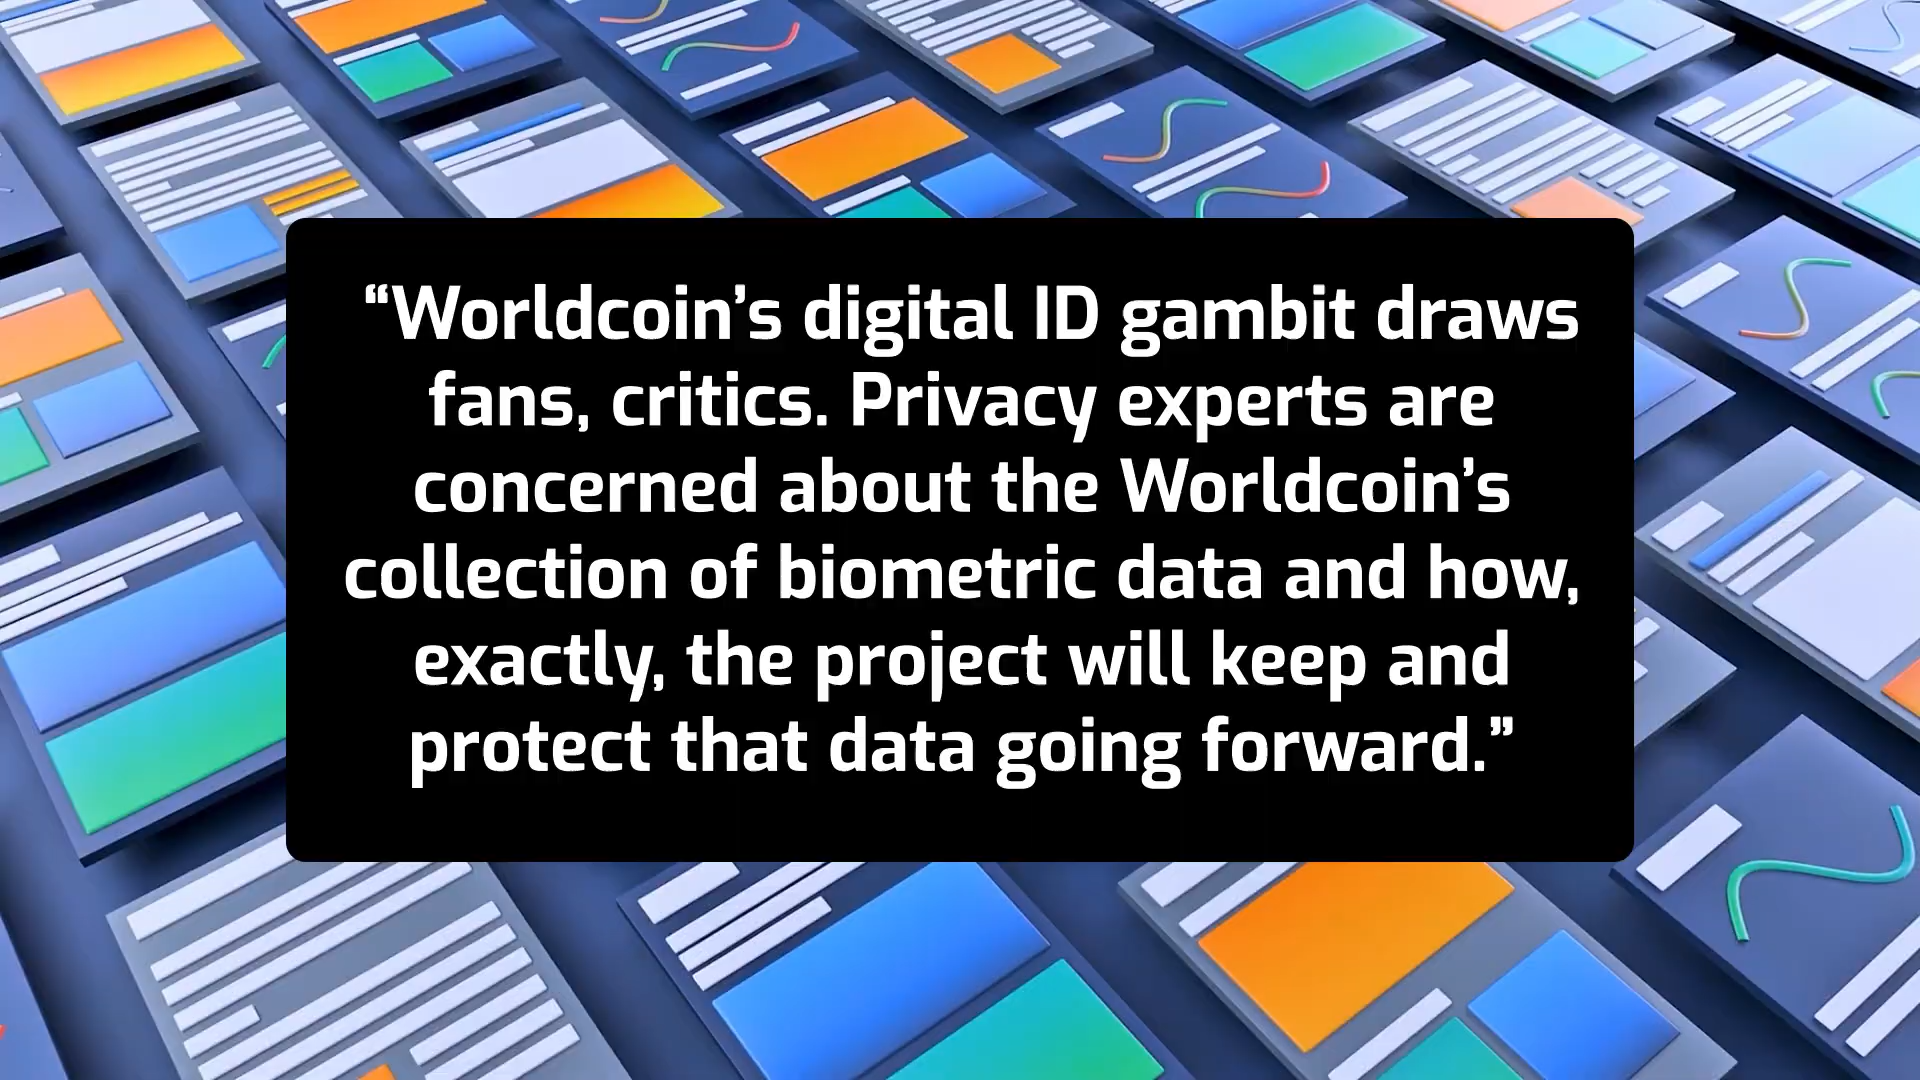 “Worldcoin’s digital ID gambit draws
fans, critics. Privacy experts are
concerned about the Worldcoin’s
collection of biometric data and how,
exactly, the project will keep and
protect that data going forward.”